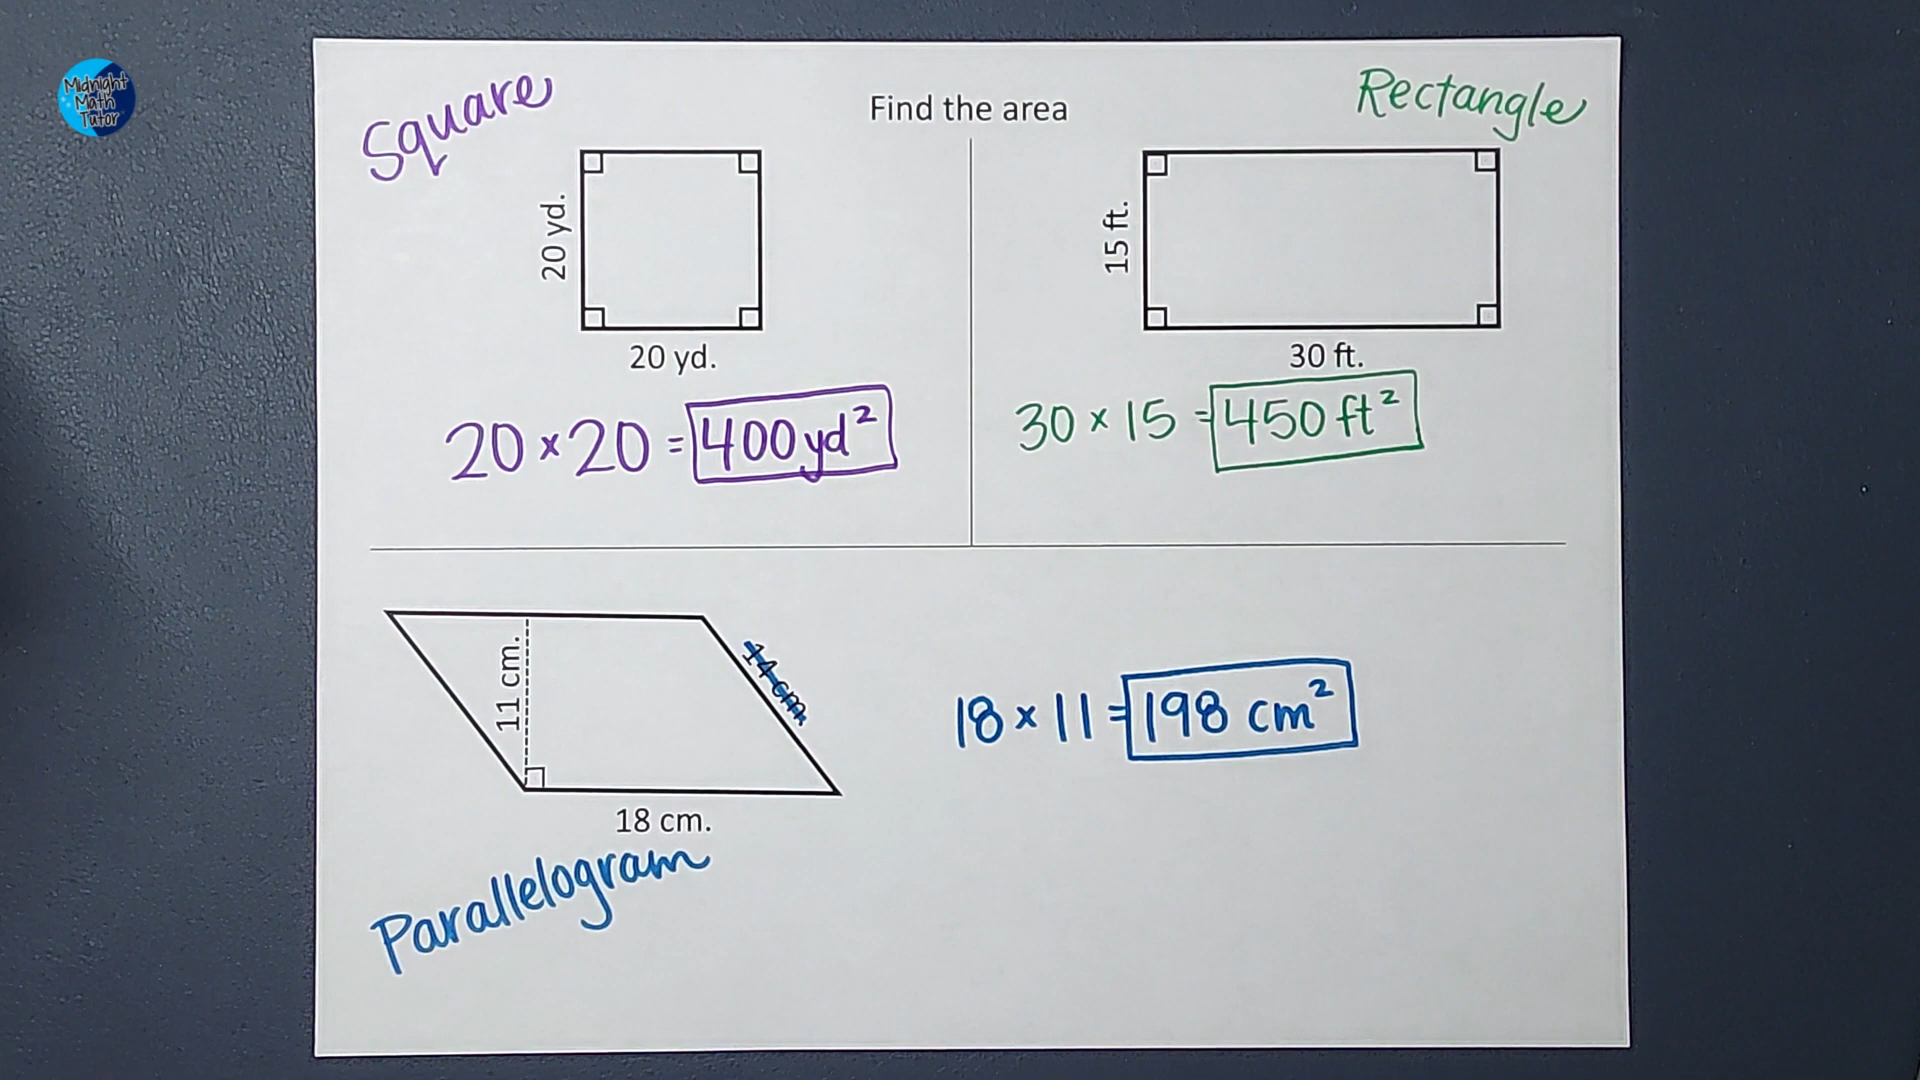 Midnight
Math
Tutor
Square
Find the area
Rectangle
20 yd.
20 yd.
15 ft.
30 ft.
20 × 20 = 400 yd²
30 × 15 = 450 ft²
11 cm.
14 cm.
18 cm.
18 × 11 = 198 cm²
Parallelogram